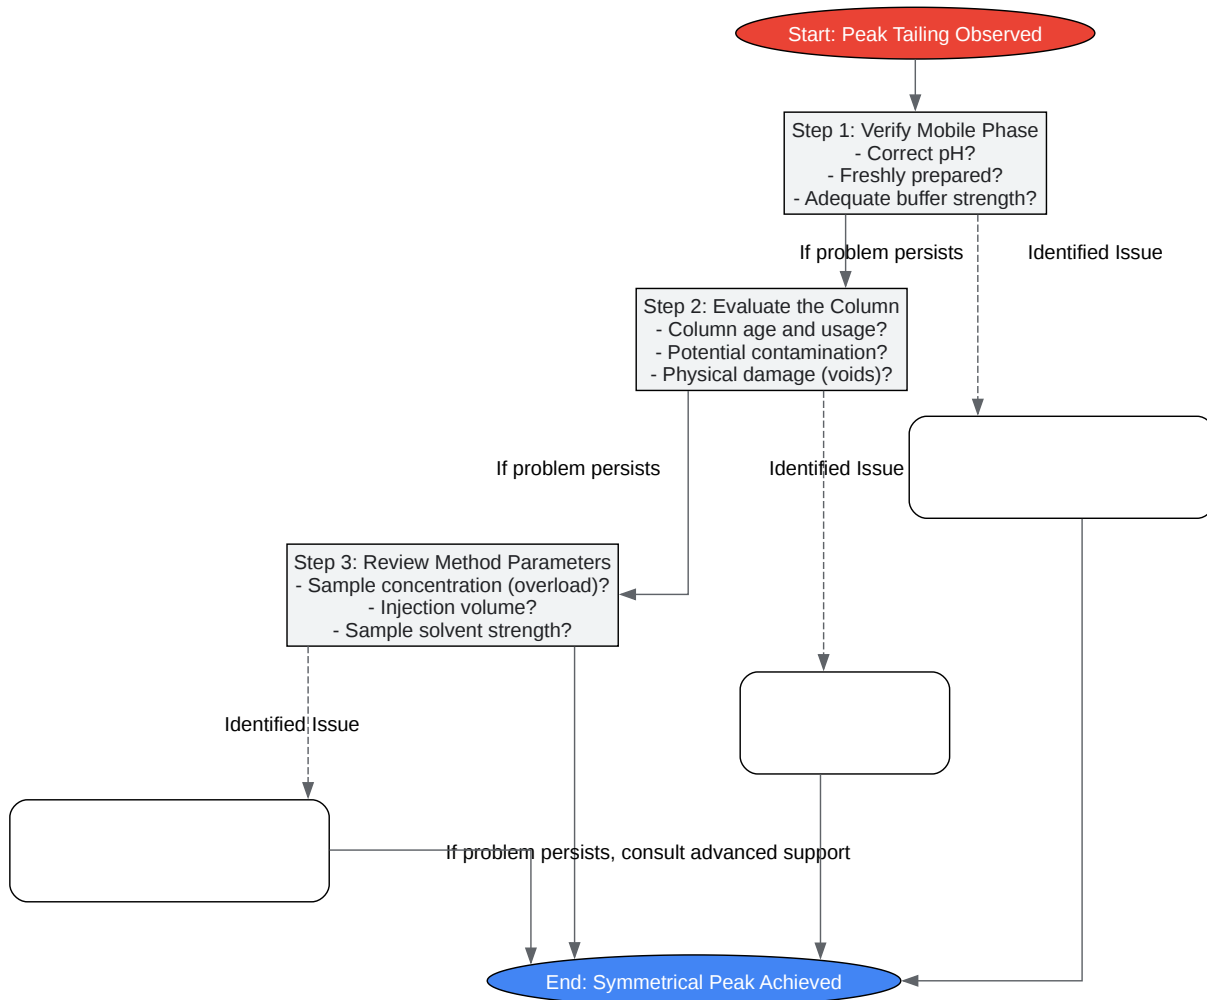 Start: Peak Tailing Observed
Step 1: Verify Mobile Phase
- Correct pH?
- Freshly prepared?
- Adequate buffer strength?
If problem persists
Identified Issue
Step 2: Evaluate the Column
- Column age and usage?
- Potential contamination?
- Physical damage (voids)?
If problem persists
Identified Issue
Step 3: Review Method Parameters
- Sample concentration (overload)?
- Injection volume?
- Sample solvent strength?
Identified Issue
If problem persists, consult advanced support
End: Symmetrical Peak Achieved